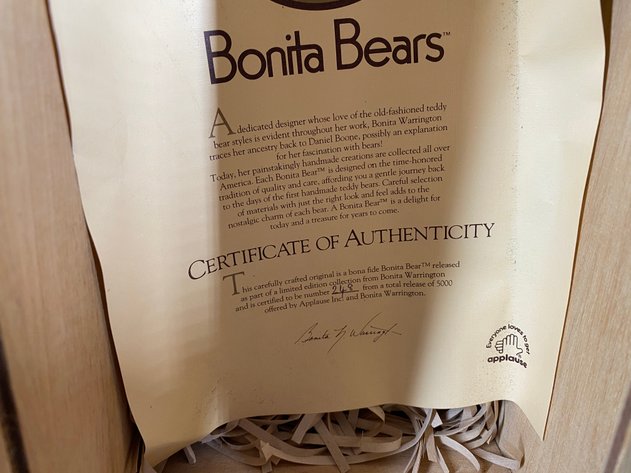 Bonita Bears™
A dedicated designer whose love of the old-fashioned teddy
bear styles is evident throughout her work, Bonita Warrington
traces her ancestry back to Daniel Boone, possibly an explanation
for her fascination with bears!
Today, her painstakingly handmade creations are collected all over
America. Each Bonita Bear™ is designed on the time-honored
tradition of quality and care, affording you a gentle journey back
to the days of the first handmade teddy bears. Careful selection
of materials with just the right look and feel adds to the
nostalgic charm of each bear. A Bonita Bear™ is a delight for
today and a treasure for years to come.
CERTIFICATE OF AUTHENTICITY
This carefully crafted original is a bona fide Bonita Bear™ released
as part of a limited edition collection from Bonita Warrington
and is certified to be number 248 from a total release of 5000
offered by Applause Inc. and Bonita Warrington.
Everyone loves to get
applause